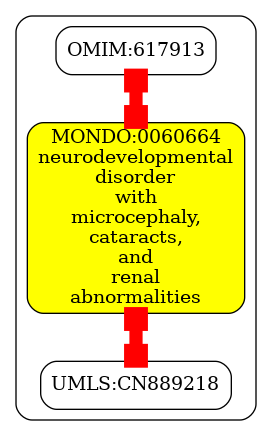 OMIM:617913
MONDO:0060664
neurodevelopmental
disorder
with
microcephaly,
cataracts,
and
renal
abnormalities
UMLS:CN889218